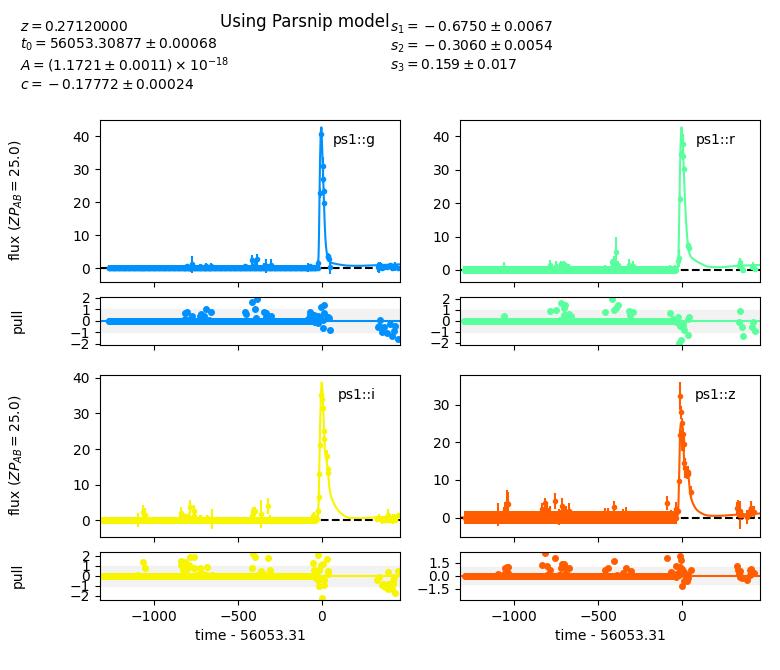 Using Parsnip model
z = 0.27120000
t₀ = 56053.30877 ± 0.00068
A = (1.1721 ± 0.0011) × 10⁻¹⁸
c = −0.17772 ± 0.00024
s₁ = −0.6750 ± 0.0067
s₂ = −0.3060 ± 0.0054
s₃ = 0.159 ± 0.017
flux (ZP_AB = 25.0)
40
30
20
10
0
ps1::g
40
30
20
10
0
ps1::r
pull
2
1
0
−1
−2
2
1
0
−1
−2
flux (ZP_AB = 25.0)
40
30
20
10
0
ps1::i
30
20
10
0
ps1::z
pull
2
1
0
−1
−2
1.5
0.0
−1.5
−1000 −500 0
−1000 −500 0
time - 56053.31
time - 56053.31